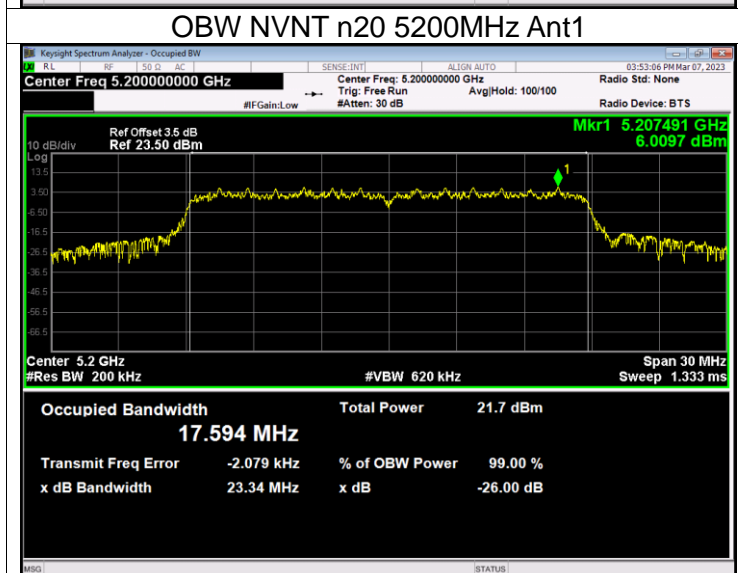 OBW NVNT n20 5200MHz Ant1
Keysight Spectrum Analyzer - Occupied BW
RL RF 50 Ω AC SENSE:INT ALIGN AUTO 03:53:06 PM Mar 07, 2023
Center Freq 5.200000000 GHz Center Freq: 5.200000000 GHz Radio Std: None
Trig: Free Run Avg|Hold: 100/100
#IFGain:Low #Atten: 30 dB Radio Device: BTS
Mkr1 5.207491 GHz
6.0097 dBm
Ref Offset 3.5 dB
10 dB/div Ref 23.50 dBm
Log
1
13.5
3.50
-6.50
-16.5
-26.5
-36.5
-46.5
-56.5
-66.5
Center 5.2 GHz Span 30 MHz
#Res BW 200 kHz #VBW 620 kHz Sweep 1.333 ms
Occupied Bandwidth Total Power 21.7 dBm
17.594 MHz
Transmit Freq Error -2.079 kHz % of OBW Power 99.00 %
x dB Bandwidth 23.34 MHz x dB -26.00 dB
MSG STATUS